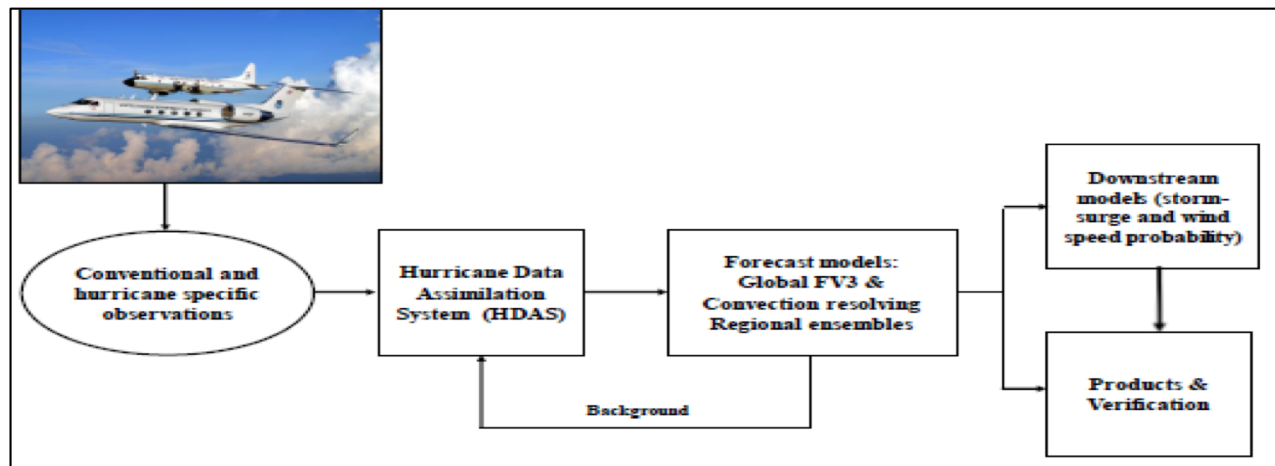 Conventional and
hurricane specific
observations
Hurricane Data
Assimilation
System (HDAS)
Forecast models:
Global FV3 &
Convection resolving
Regional ensembles
Background
Downstream
models (storm-
surge and wind
speed probability)
Products &
Verification